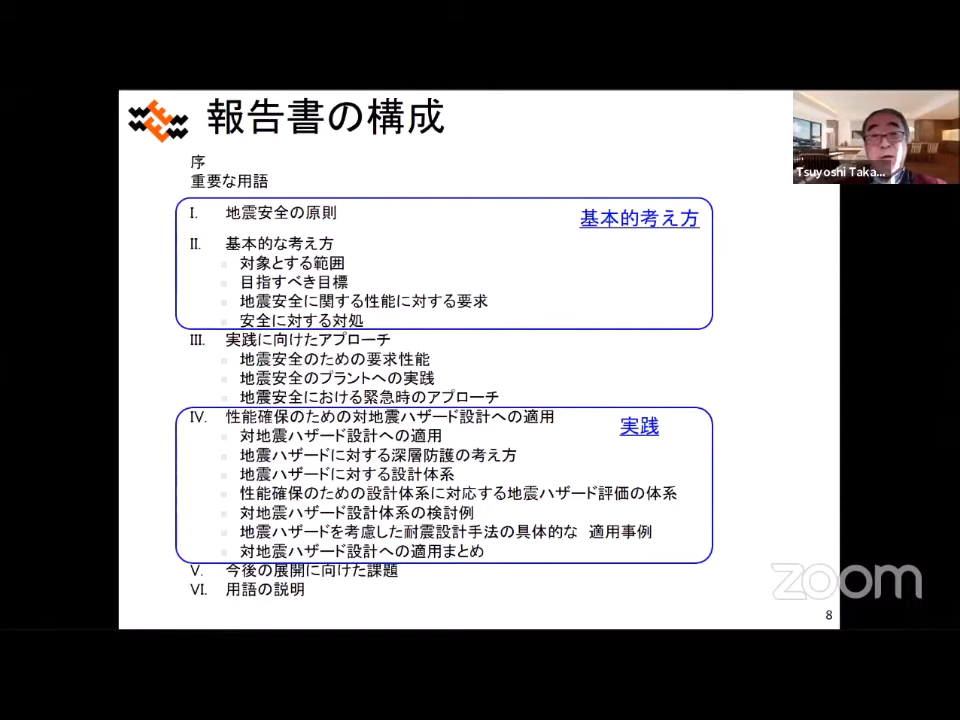 報告書の構成
Tsuyoshi Taka...
序
重要な用語
I. 地震安全の原則
基本的考え方
II. 基本的な考え方
対象とする範囲
目指すべき目標
地震安全に関する性能に対する要求
安全に対する対処
III. 実践に向けたアプローチ
地震安全のための要求性能
地震安全のプラントへの実践
地震安全における緊急時のアプローチ
IV. 性能確保のための対地震ハザード設計への適用
実践
対地震ハザード設計への適用
地震ハザードに対する深層防護の考え方
地震ハザードに対する設計体系
性能確保のための設計体系に対応する地震ハザード評価の体系
対地震ハザード設計体系の検討例
地震ハザードを考慮した耐震設計手法の具体的な 適用事例
対地震ハザード設計への適用まとめ
V. 今後の展開に向けた課題
VI. 用語の説明
zoom
8